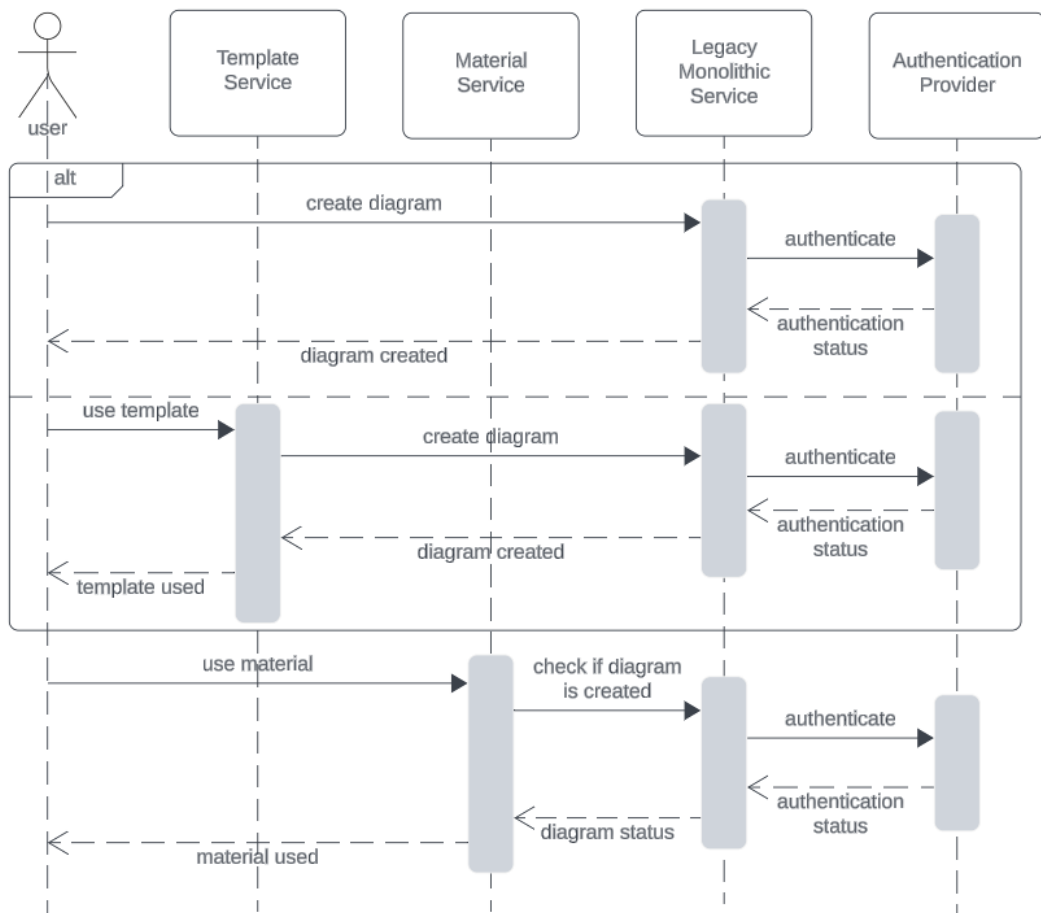 user
Template
Service
Material
Service
Legacy
Monolithic
Service
Authentication
Provider
alt
create diagram
authenticate
authentication
status
diagram created
use template
create diagram
authenticate
authentication
status
diagram created
template used
use material
check if diagram
is created
authenticate
authentication
status
diagram status
material used